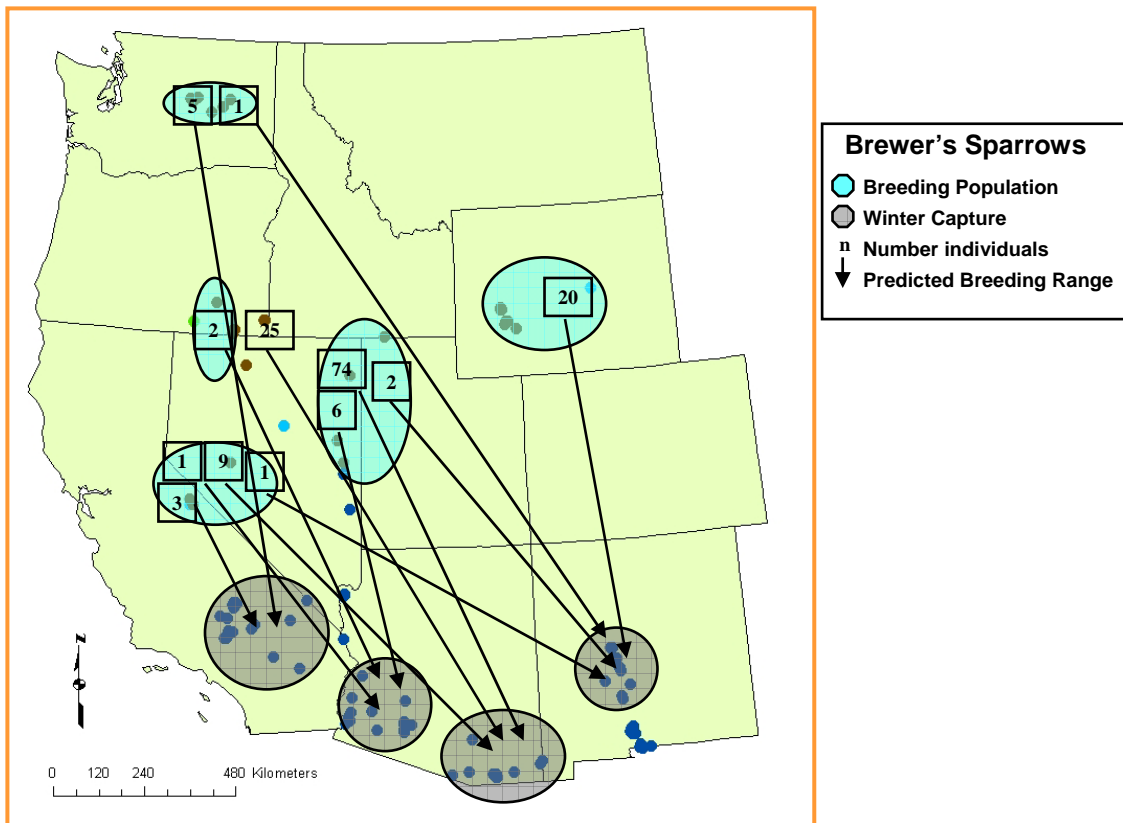 5 1
20
2 25
74
2
6
1 9 1
3
N
0 120 240 480 Kilometers
Brewer's Sparrows
Breeding Population
Winter Capture
n Number individuals
Predicted Breeding Range